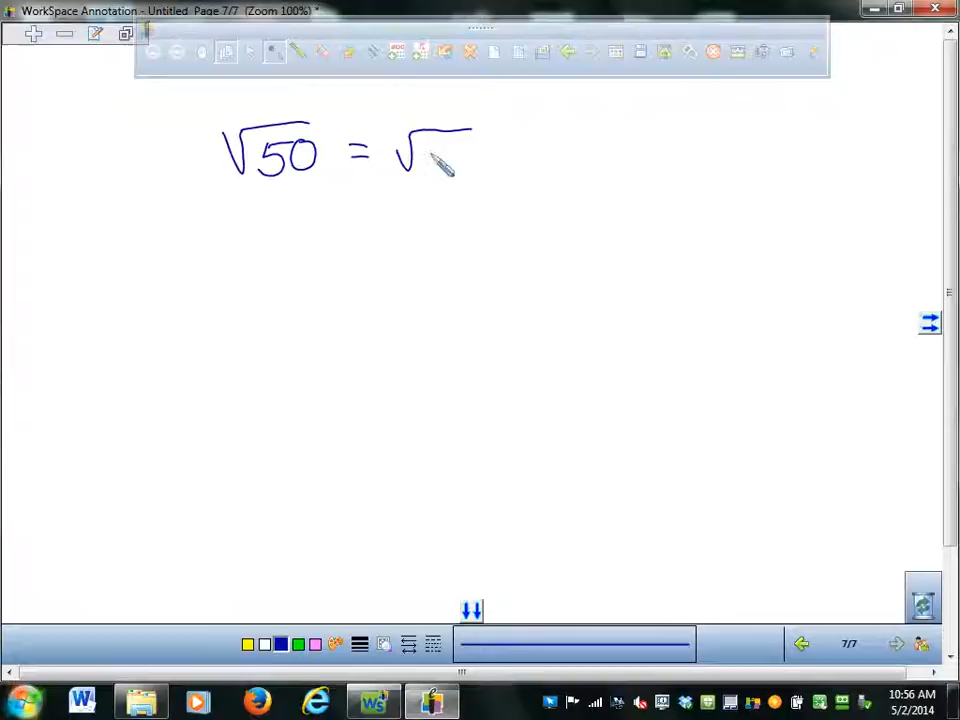 WorkSpace Annotation - Untitled Page 7/7 (Zoom 100%) *
√50 = √
7/7
10:56 AM
5/2/2014